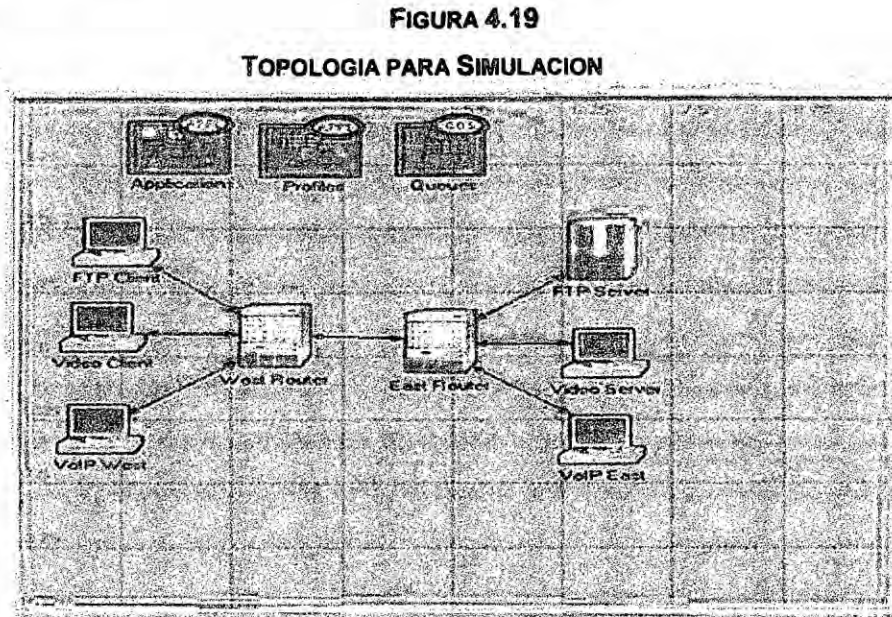 FIGURA 4.19
TOPOLOGIA PARA SIMULACION
Applications Profiles Queues
FTP Client
FTP Server
Video Client
West Router
East Router
Video Server
VoIP West
VoIP East